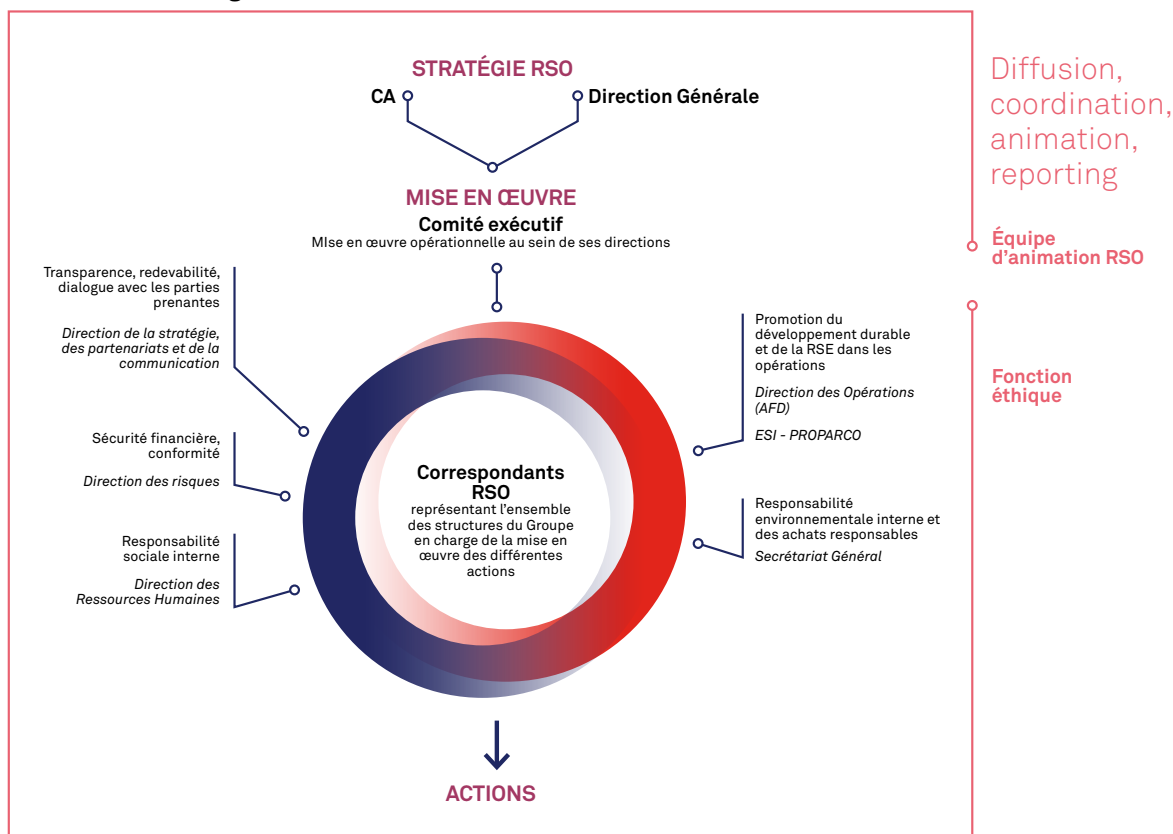 STRATÉGIE RSO
CA
Direction Générale
MISE EN ŒUVRE
Comité exécutif
MIse en œuvre opérationnelle au sein de ses directions
Transparence, redevabilité,
dialogue avec les parties
prenantes
Direction de la stratégie,
des partenariats et de la
communication
Sécurité financière,
conformité
Direction des risques
Responsabilité
sociale interne
Direction des
Ressources Humaines
Correspondants
RSO
représentant l’ensemble
des structures du Groupe
en charge de la mise en
œuvre des différentes
actions
Promotion du
développement durable
et de la RSE dans les
opérations
Direction des Opérations
(AFD)
ESI - PROPARCO
Responsabilité
environnementale interne et
des achats responsables
Secrétariat Général
ACTIONS
Diffusion,
coordination,
animation,
reporting
Équipe
d’animation RSO
Fonction
éthique